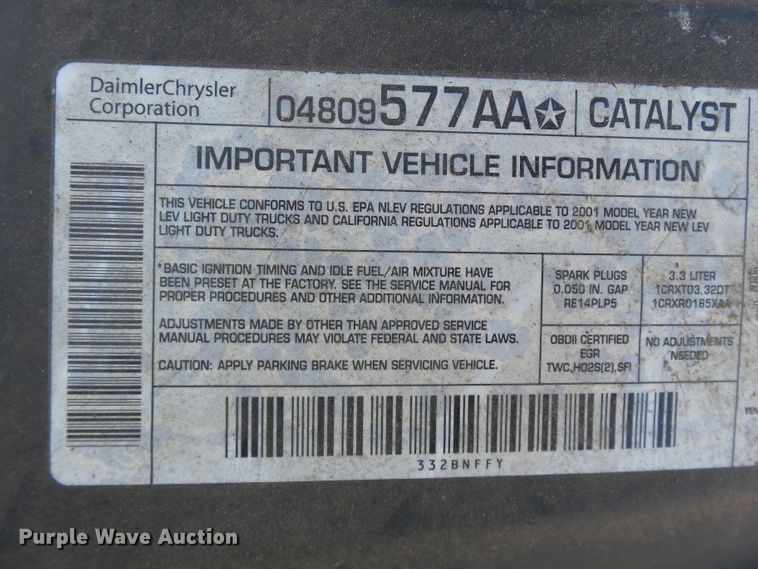 DaimlerChrysler
Corporation
04809577AA
CATALYST
IMPORTANT VEHICLE INFORMATION
THIS VEHICLE CONFORMS TO U.S. EPA NLEV REGULATIONS APPLICABLE TO 2001 MODEL YEAR NEW
LEV LIGHT DUTY TRUCKS AND CALIFORNIA REGULATIONS APPLICABLE TO 2001 MODEL YEAR NEW LEV
LIGHT DUTY TRUCKS.
*BASIC IGNITION TIMING AND IDLE FUEL/AIR MIXTURE HAVE
BEEN PRESET AT THE FACTORY. SEE THE SERVICE MANUAL FOR
PROPER PROCEDURES AND OTHER ADDITIONAL INFORMATION.
ADJUSTMENTS MADE BY OTHER THAN APPROVED SERVICE
MANUAL PROCEDURES MAY VIOLATE FEDERAL AND STATE LAWS.
CAUTION: APPLY PARKING BRAKE WHEN SERVICING VEHICLE.
SPARK PLUGS
0.050 IN. GAP
RE14PLP5
3.3 LITER
1CRXT03.32DT
1CRXR0165XAA
OBDII CERTIFIED
EGR
TWC,HO2S(2),SFI
NO ADJUSTMENTS
NEEDED
332BNFFY
Purple Wave Auction